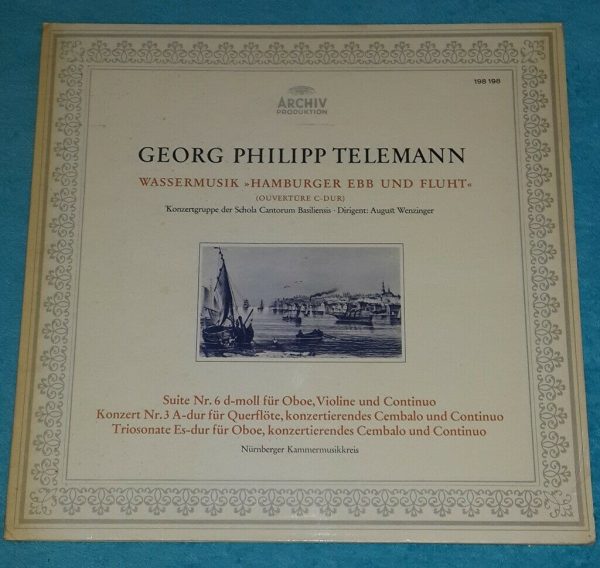 198 198
ARCHIV
PRODUKTION
GEORG PHILIPP TELEMANN
WASSERMUSIK »HAMBURGER EBB UND FLUHT«
(OUVERTURE C-DUR)
Konzertgruppe der Schola Cantorum Basiliensis · Dirigent: August Wenzinger
Suite Nr. 6 d-moll für Oboe, Violine und Continuo
Konzert Nr. 3 A-dur für Querflöte, konzertierendes Cembalo und Continuo
Triosonate Es-dur für Oboe, konzertierendes Cembalo und Continuo
Nürnberger Kammermusikkreis